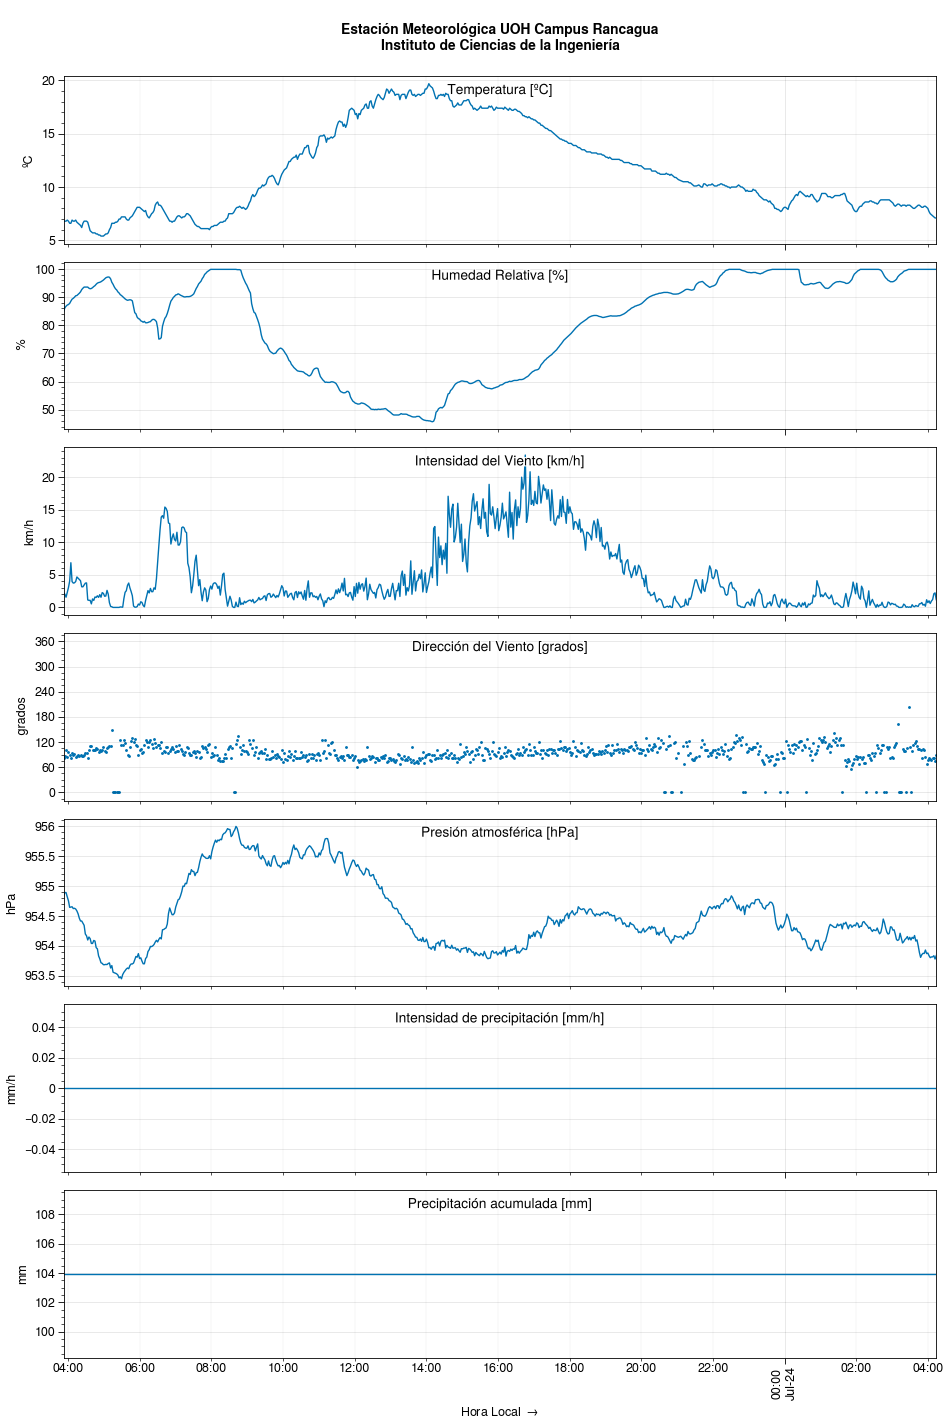 Estación Meteorológica UOH Campus Rancagua
Instituto de Ciencias de la Ingeniería
Temperatura [ºC]
ºC
20
15
10
5
Humedad Relativa [%]
%
100
90
80
70
60
50
Intensidad del Viento [km/h]
km/h
20
15
10
5
0
Dirección del Viento [grados]
grados
360
300
240
180
120
60
0
Presión atmosférica [hPa]
hPa
956
955.5
955
954.5
954
953.5
Intensidad de precipitación [mm/h]
mm/h
0.04
0.02
0
−0.02
−0.04
Precipitación acumulada [mm]
mm
108
106
104
102
100
04:00 06:00 08:00 10:00 12:00 14:00 16:00 18:00 20:00 22:00 00:00 02:00 04:00
Jul-24
Hora Local →